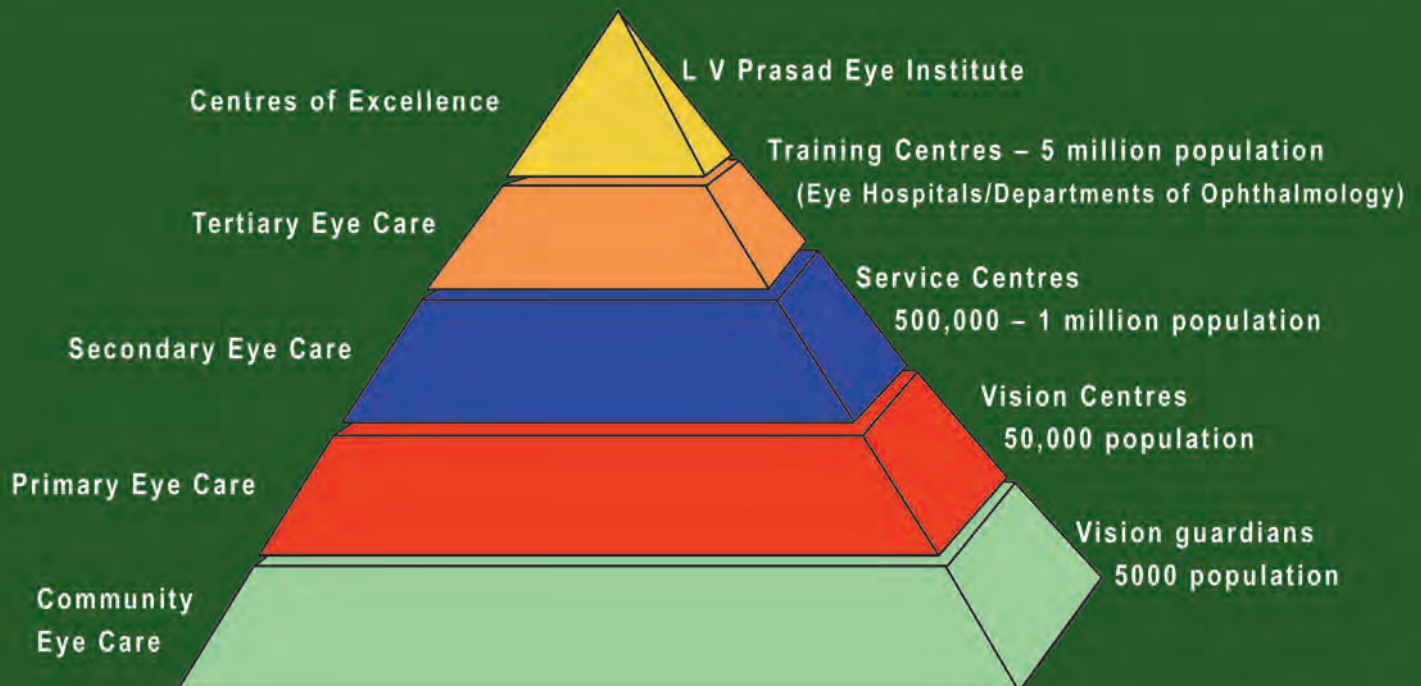 L V Prasad Eye Institute
Centres of Excellence
Training Centres – 5 million population
(Eye Hospitals/Departments of Ophthalmology)
Tertiary Eye Care
Service Centres
500,000 – 1 million population
Secondary Eye Care
Vision Centres
50,000 population
Primary Eye Care
Vision guardians
5000 population
Community
Eye Care